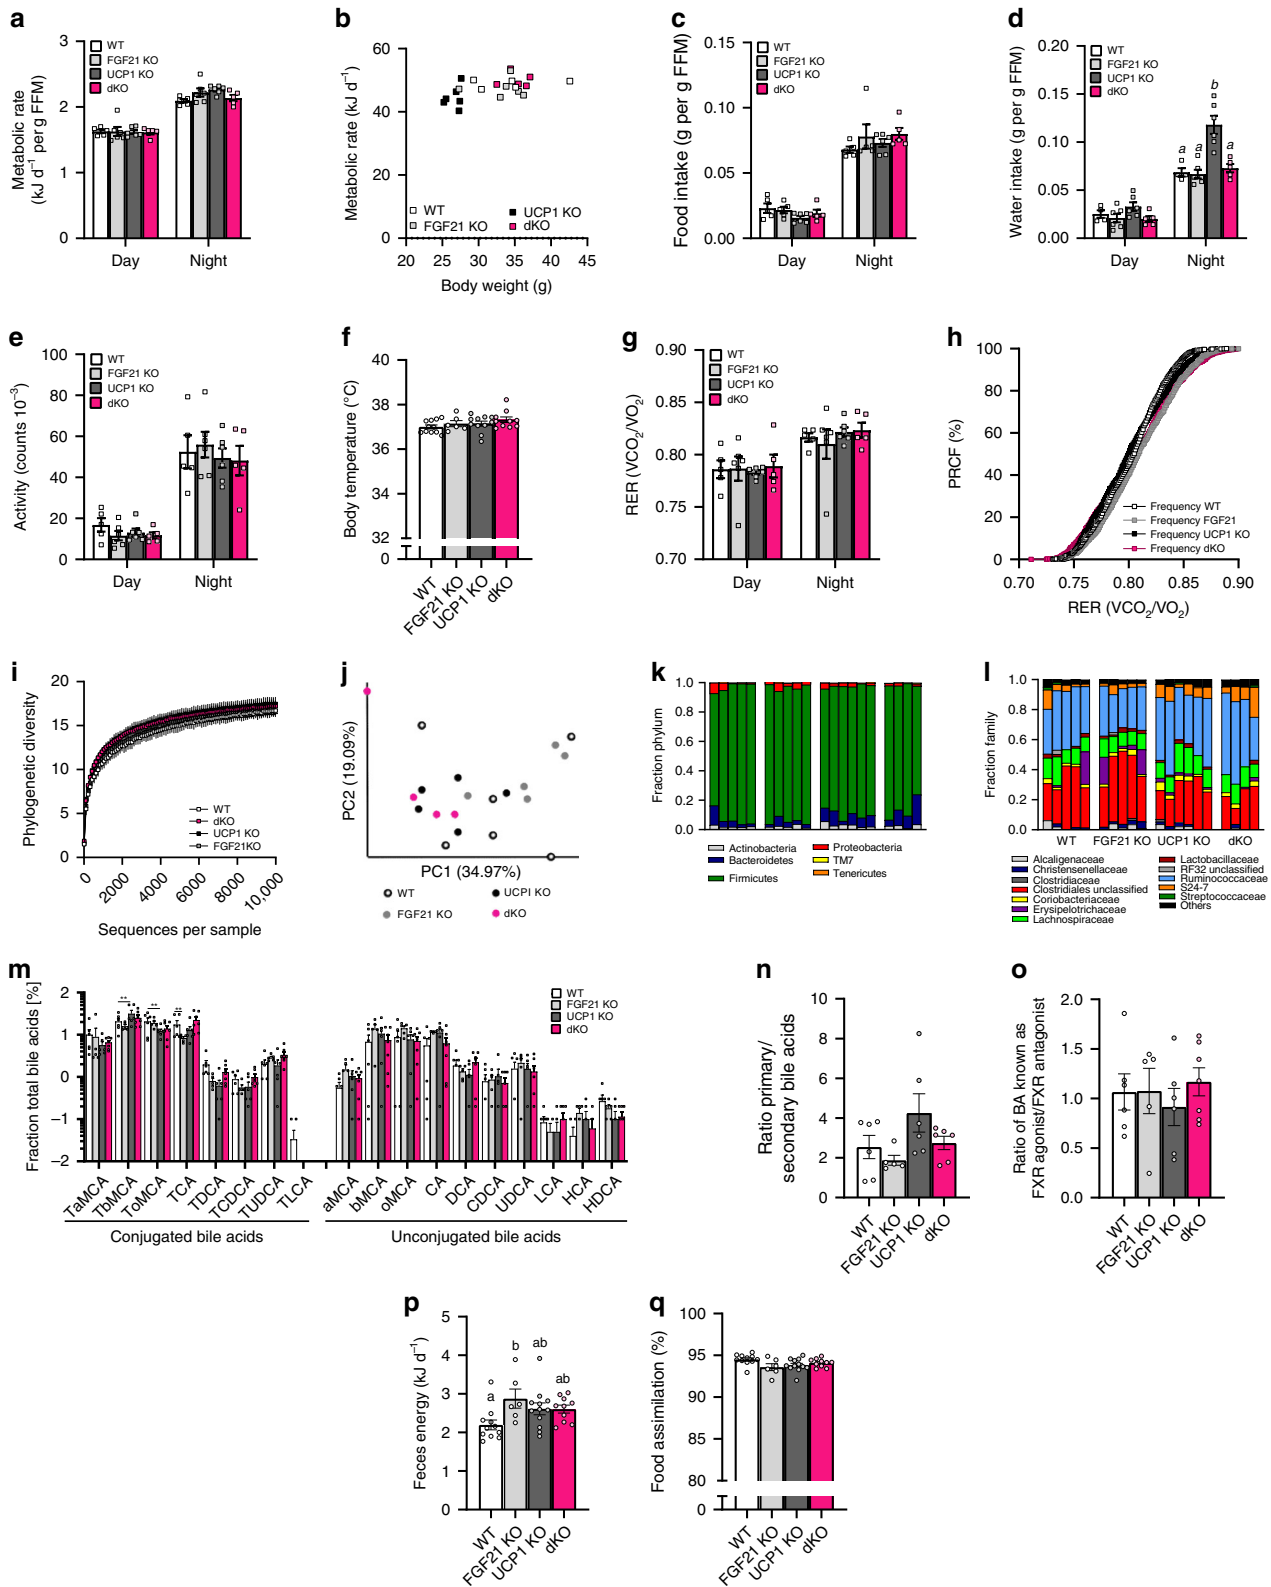 a
Metabolic rate
(kJ d⁻¹ per g FFM)
3
2
1
0
WT
FGF21 KO
UCP1 KO
dKO
Day
Night
b
Metabolic rate (kJ d⁻¹)
60
40
20
0
WT
FGF21 KO
UCP1 KO
dKO
20 25 30 35 40 45
Body weight (g)
c
Food intake (g per g FFM)
0.15
0.10
0.05
0.00
WT
FGF21 KO
UCP1 KO
dKO
Day
Night
d
Water intake (g per g FFM)
0.20
0.15
0.10
0.05
0.00
WT
FGF21 KO
UCP1 KO
dKO
a a b a
Day
Night
e
Activity (counts 10⁻³)
100
80
60
40
20
0
WT
FGF21 KO
UCP1 KO
dKO
Day
Night
f
Body temperature (°C)
40
38
36
34
32
0
WT
FGF21 KO
UCP1 KO
dKO
g
RER (VCO₂/VO₂)
0.90
0.85
0.80
0.75
0.70
WT
FGF21 KO
UCP1 KO
dKO
Day
Night
h
PRCF (%)
100
80
60
40
20
0
Frequency WT
Frequency FGF21
Frequency UCP1 KO
Frequency dKO
0.70 0.75 0.80 0.85 0.90
RER (VCO₂/VO₂)
i
Phylogenetic diversity
20
15
10
5
0
WT
dKO
UCP1 KO
FGF21KO
0 2000 4000 6000 8000 10,000
Sequences per sample
j
PC2 (19.09%)
PC1 (34.97%)
WT
UCPI KO
FGF21 KO
dKO
k
Fraction phylum
1.0
0.8
0.6
0.4
0.2
0.0
Actinobacteria
Bacteroidetes
Firmicutes
Proteobacteria
TM7
Tenericutes
l
Fraction family
1.0
0.8
0.6
0.4
0.2
0.0
WT FGF21 KO UCP1 KO dKO
Alcaligenaceae
Christensenellaceae
Clostridiaceae
Clostridiales unclassified
Coriobacteriaceae
Erysipelotrichaceae
Lachnospiraceae
Lactobacillaceae
RF32 unclassified
Ruminococcaceae
S24-7
Streptococcaceae
Others
m
Fraction total bile acids [%]
2
1
0
−1
−2
** ** **
WT
FGF21 KO
UCP1 KO
dKO
TaMCA TbMCA ToMCA TCA TDCA TCDCA TUDCA TLCA aMCA bMCA oMCA CA DCA CDCA UDCA LCA HCA HDCA
Conjugated bile acids
Unconjugated bile acids
n
Ratio primary/
secondary bile acids
10
8
6
4
2
0
WT
FGF21 KO
UCP1 KO
dKO
o
Ratio of BA known as
FXR agonist/FXR antagonist
2.0
1.5
1.0
0.5
0.0
WT
FGF21 KO
UCP1 KO
dKO
p
Feces energy (kJ d⁻¹)
5
4
3
2
1
0
a b ab ab
WT
FGF21 KO
UCP1 KO
dKO
q
Food assimilation (%)
100
95
90
85
80
0
WT
FGF21 KO
UCP1 KO
dKO